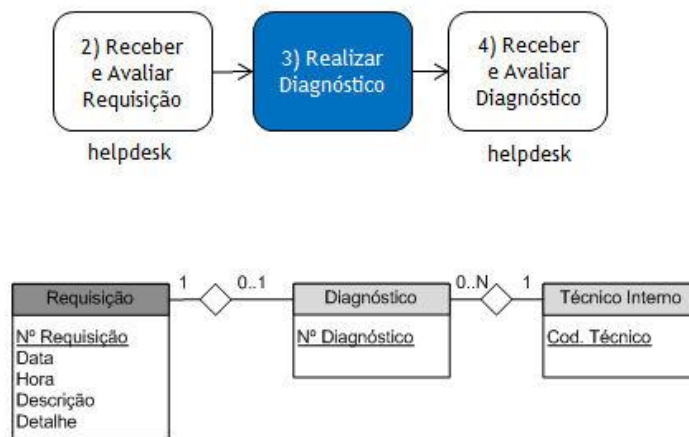 2) Receber
e Avaliar
Requisição
3) Realizar
Diagnóstico
4) Receber
e Avaliar
Diagnóstico
helpdesk
helpdesk
1
0..1
0..N
1
Requisição
Diagnóstico
Técnico Interno
Nº Requisição
Nº Diagnóstico
Cod. Técnico
Data
Hora
Descrição
Detalhe